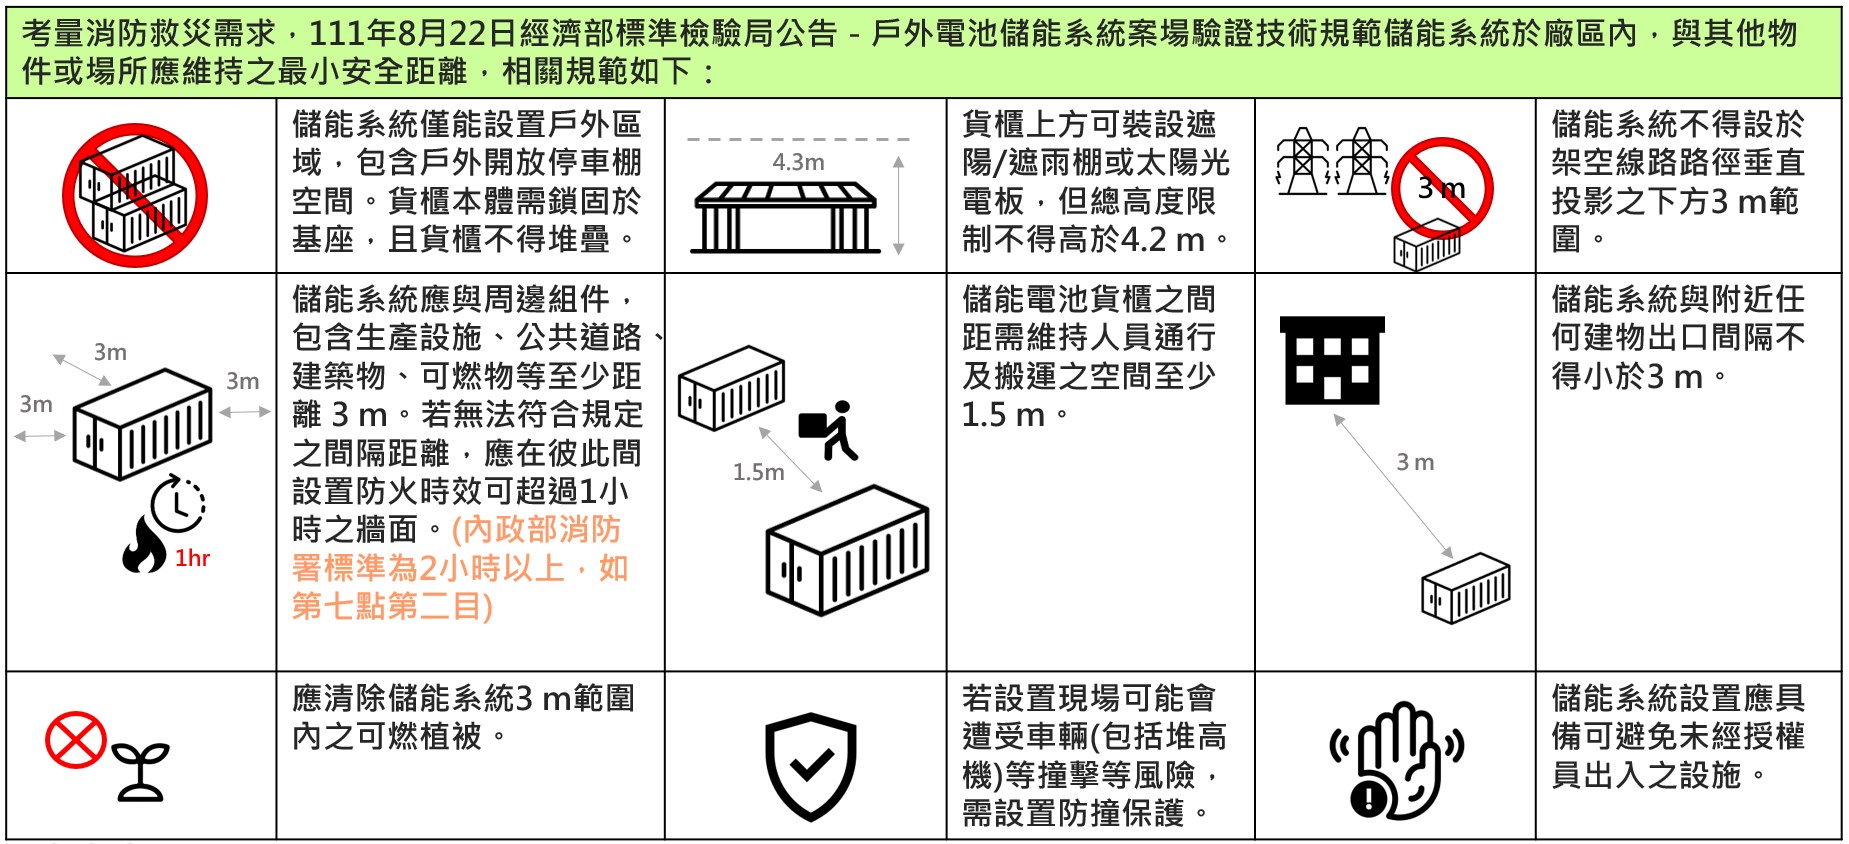 考量消防救災需求，111年8月22日經濟部標準檢驗局公告－戶外電池儲能系統案場驗證技術規範儲能系統於廠區內，與其他物
件或場所應維持之最小安全距離，相關規範如下：
儲能系統僅能設置戶外區
域，包含戶外開放停車棚
空間。貨櫃本體需鎖固於
基座，且貨櫃不得堆疊。
4.3m
貨櫃上方可裝設遮
陽/遮雨棚或太陽光
電板，但總高度限
制不得高於4.2 m。
3 m
儲能系統不得設於
架空線路路徑垂直
投影之下方3 m範
圍。
3m
3m
3m
1hr
儲能系統應與周邊組件，
包含生產設施、公共道路、
建築物、可燃物等至少距
離 3 m。若無法符合規定
之間隔距離，應在彼此間
設置防火時效可超過1小
時之牆面。(內政部消防
署標準為2小時以上，如
第七點第二目)
1.5m
儲能電池貨櫃之間
距需維持人員通行
及搬運之空間至少
1.5 m。
3 m
儲能系統與附近任
何建物出口間隔不
得小於3 m。
應清除儲能系統3 m範圍
內之可燃植被。
若設置現場可能會
遭受車輛(包括堆高
機)等撞擊等風險，
需設置防撞保護。
儲能系統設置應具
備可避免未經授權
員出入之設施。